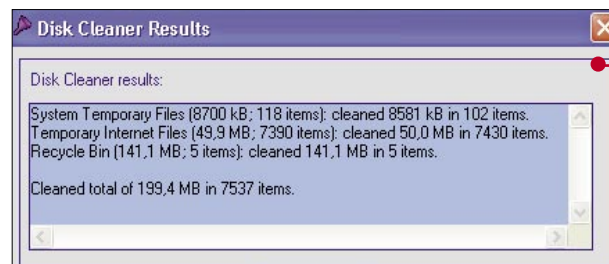 Disk Cleaner Results
Disk Cleaner results:
System Temporary Files (8700 kB; 118 items): cleaned 8581 kB in 102 items.
Temporary Internet Files (49,9 MB; 7390 items): cleaned 50,0 MB in 7430 items.
Recycle Bin (141,1 MB; 5 items): cleaned 141,1 MB in 5 items.
Cleaned total of 199,4 MB in 7537 items.